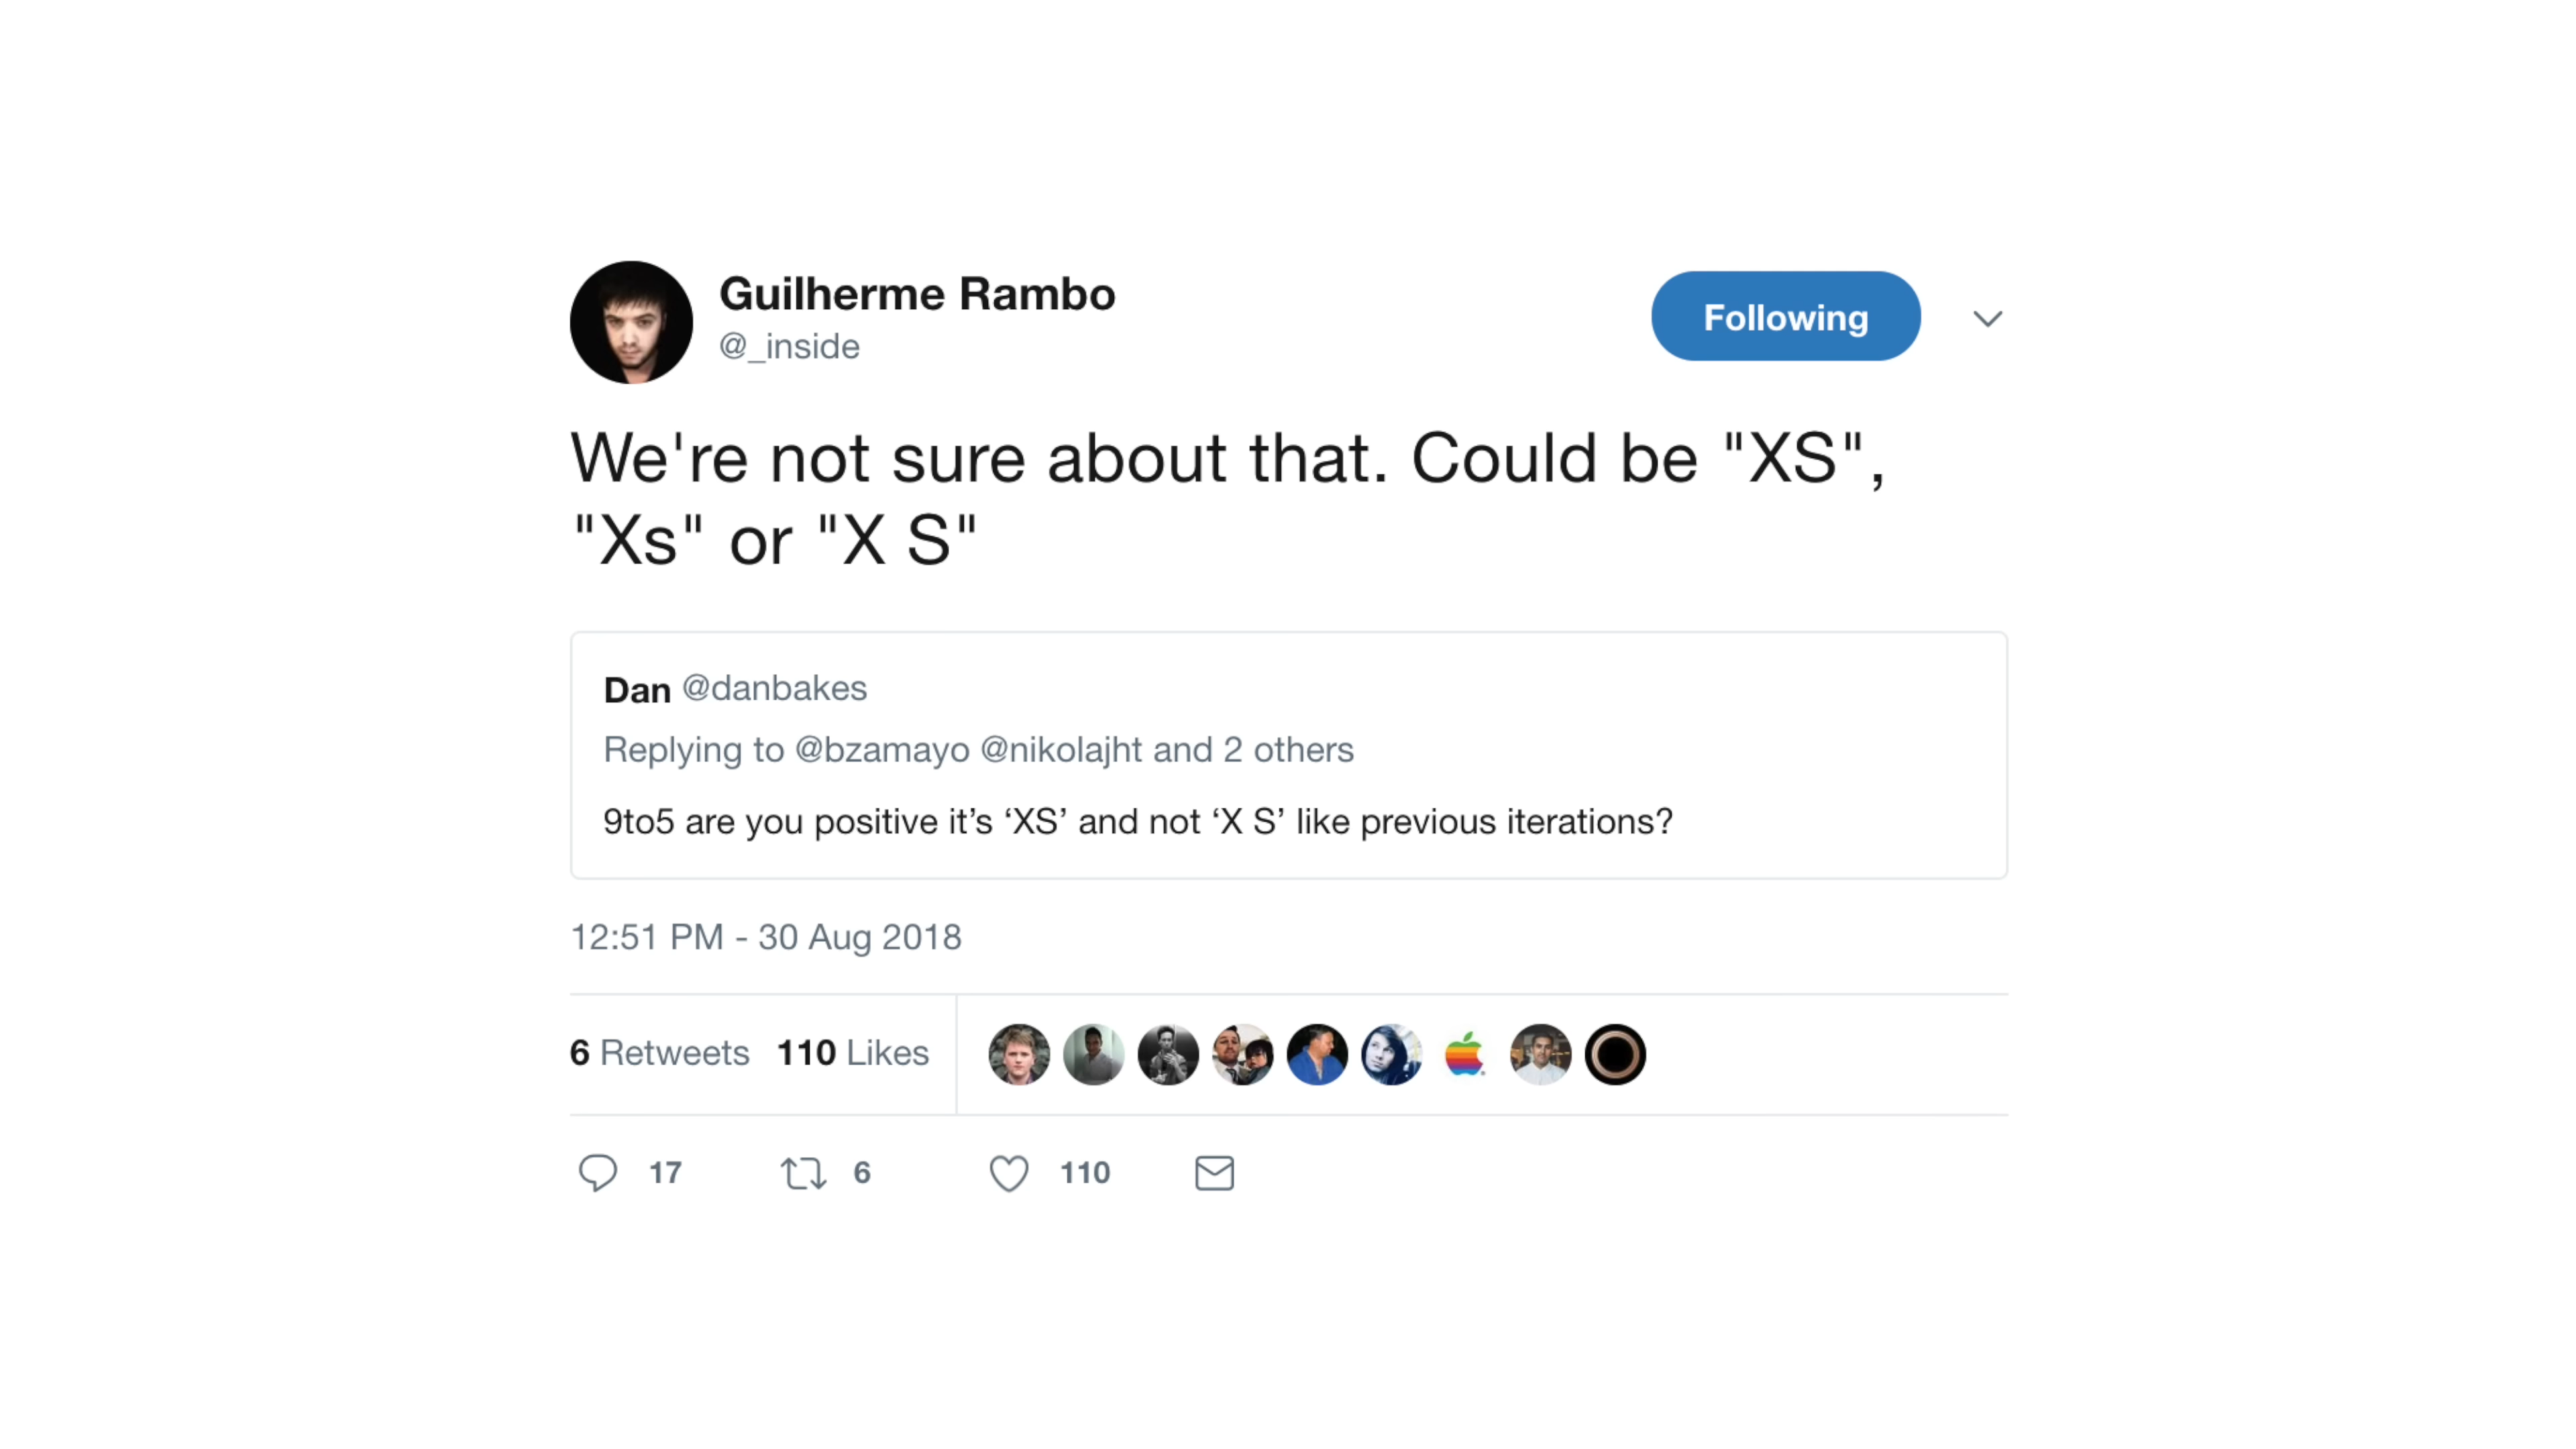 Guilherme Rambo
@_inside
Following
We're not sure about that. Could be "XS",
"Xs" or "X S"
Dan @danbakes
Replying to @bzamayo @nikolajht and 2 others
9to5 are you positive it’s ‘XS’ and not ‘X S’ like previous iterations?
12:51 PM - 30 Aug 2018
6 Retweets 110 Likes
17 6 110